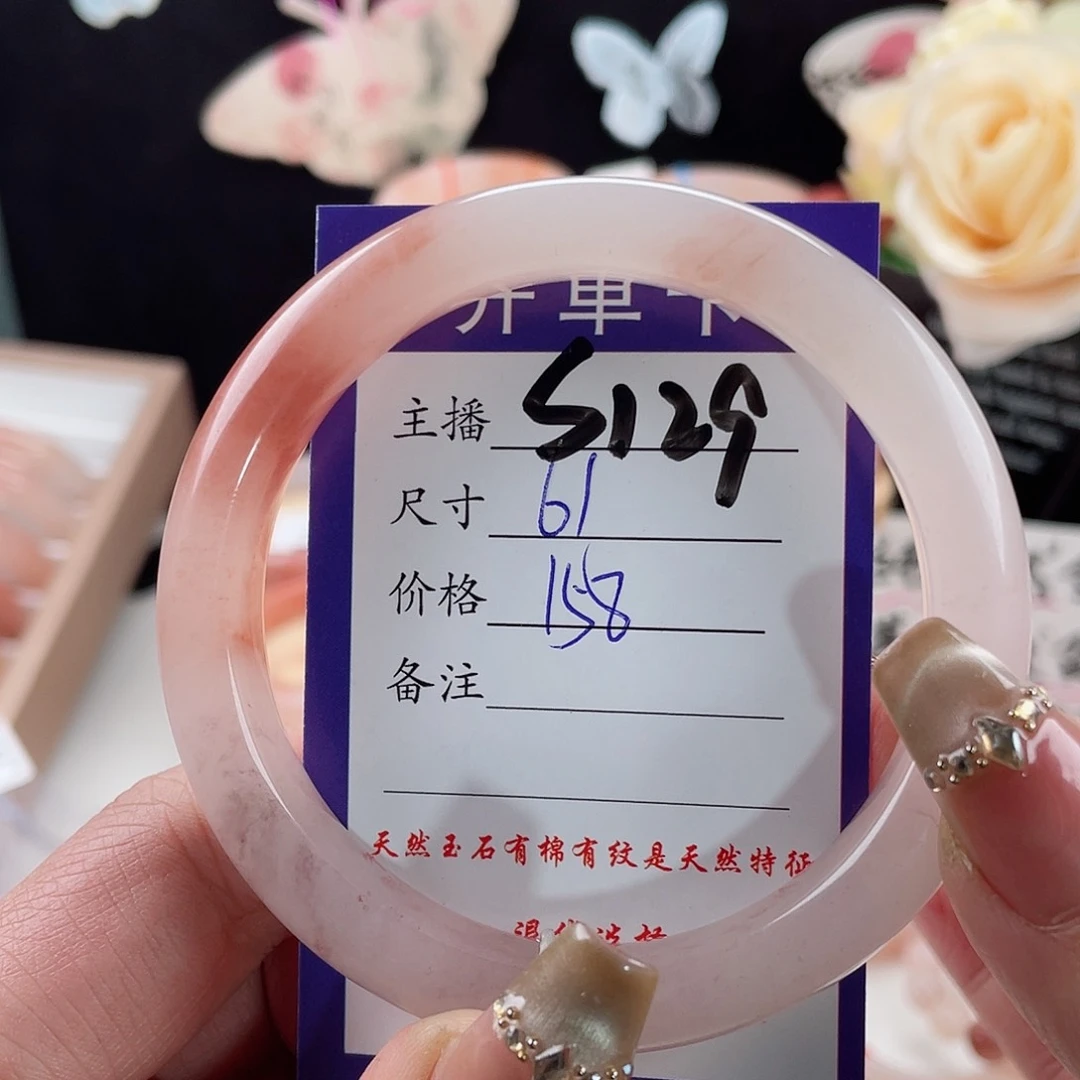 开单卡
主播 S129
尺寸 61
价格 158
备注
天然玉石有棉有纹是天然特征